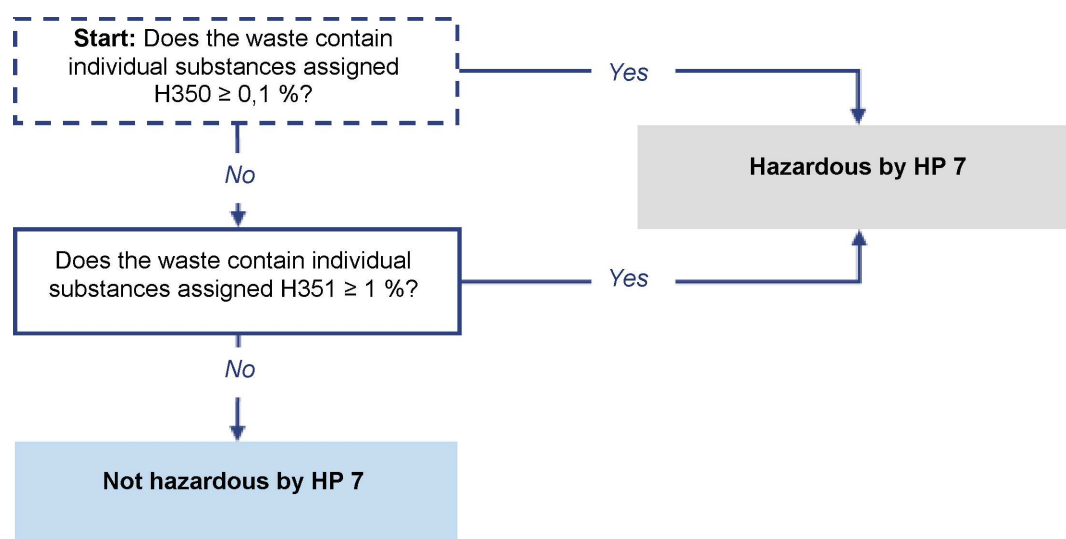 Start: Does the waste contain
individual substances assigned
H350 ≥ 0,1 %?
Yes
Hazardous by HP 7
No
Does the waste contain individual
substances assigned H351 ≥ 1 %?
Yes
No
Not hazardous by HP 7